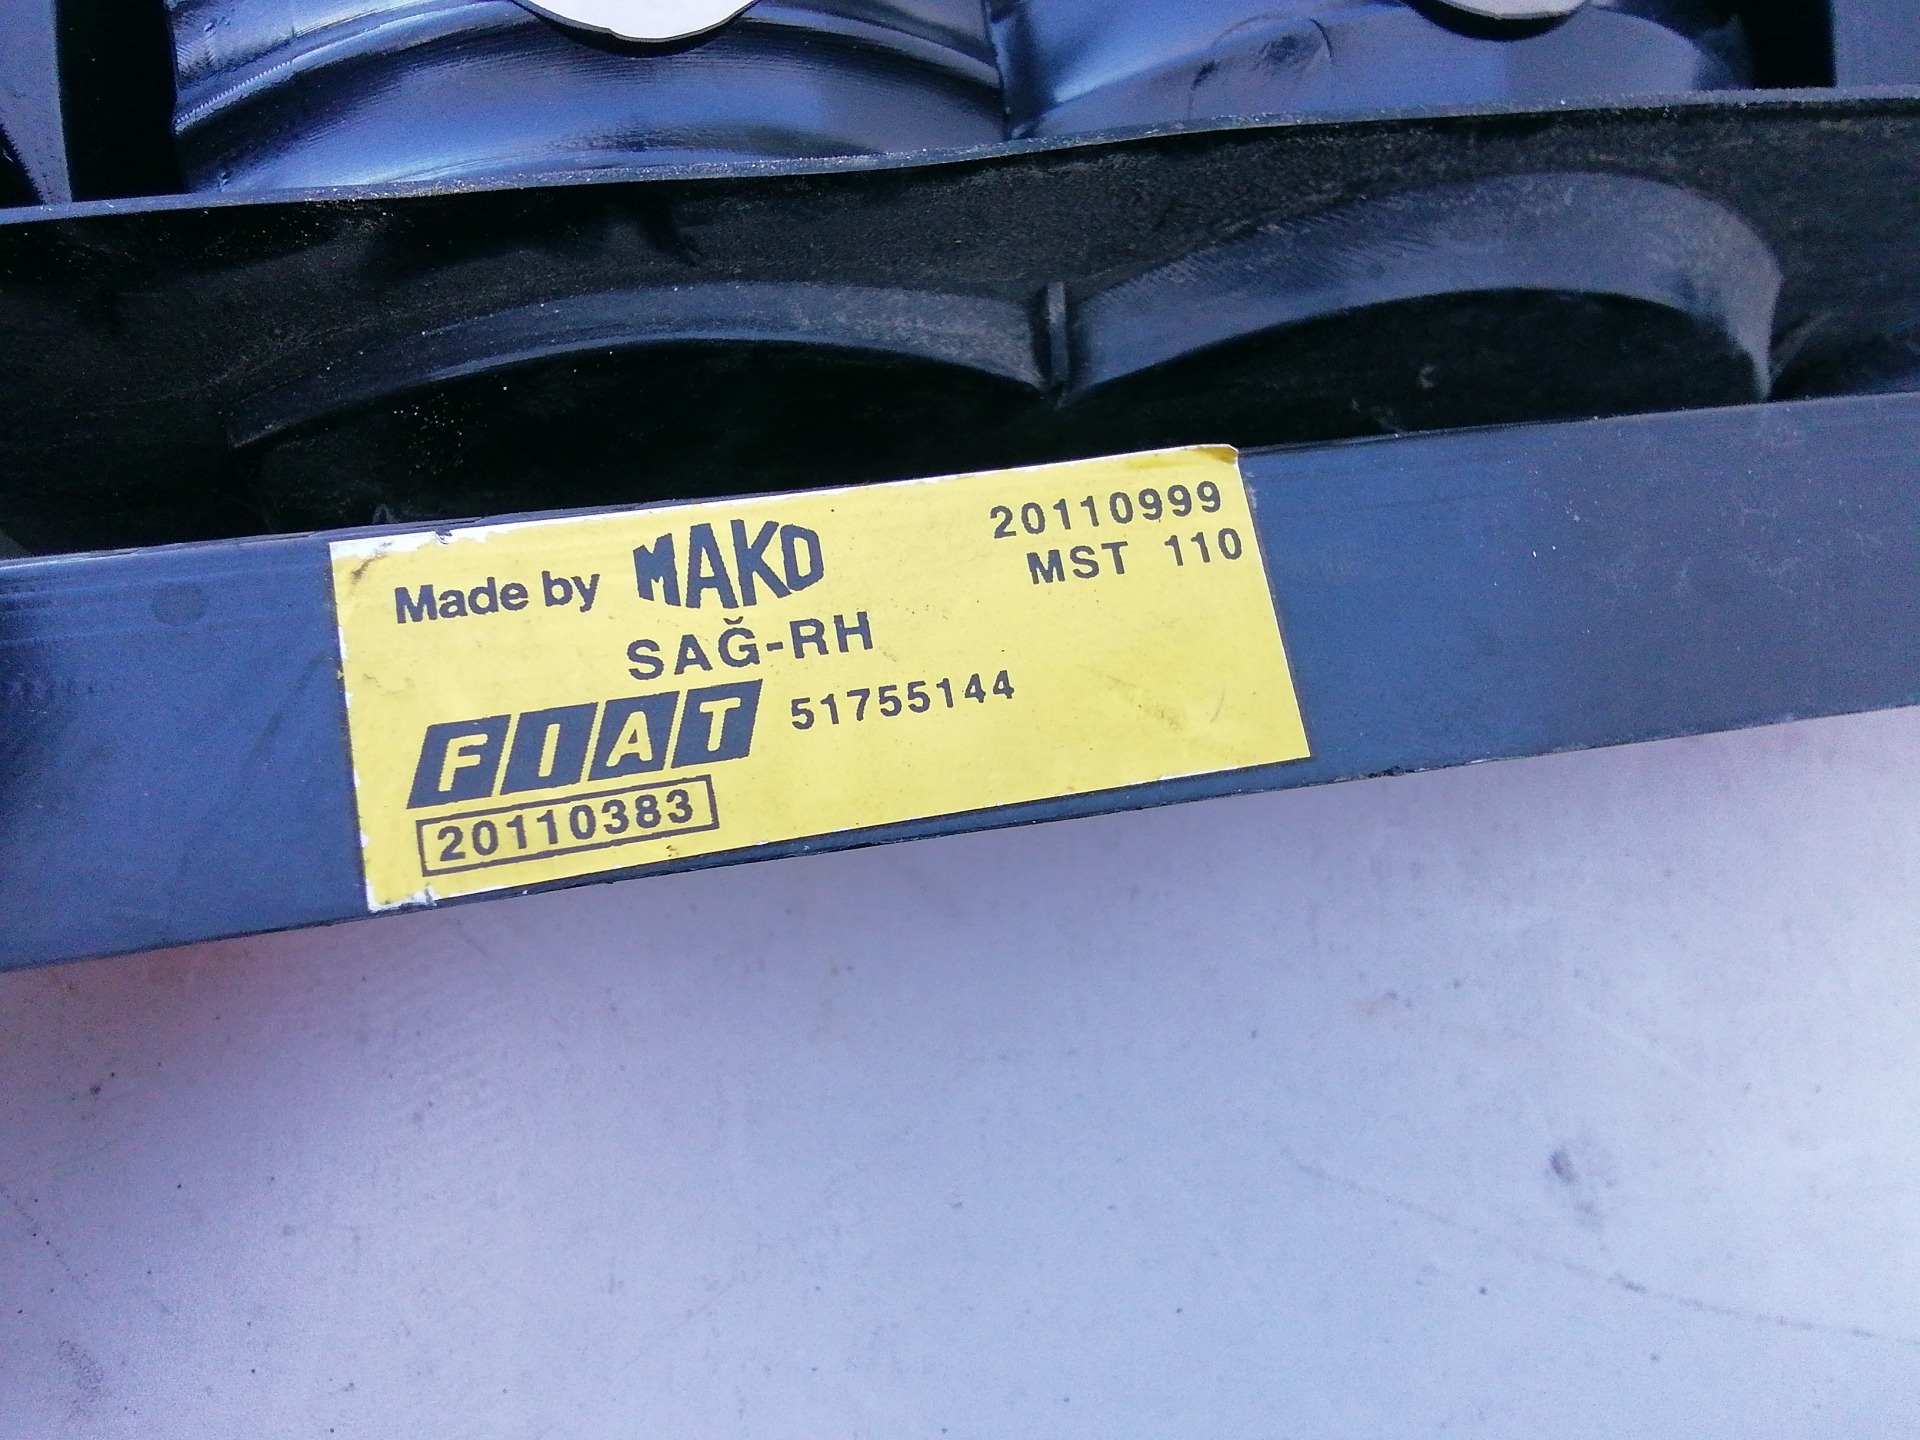 Made by MAKO
20110999
MST 110
SAĞ-RH
FIAT 51755144
20110383